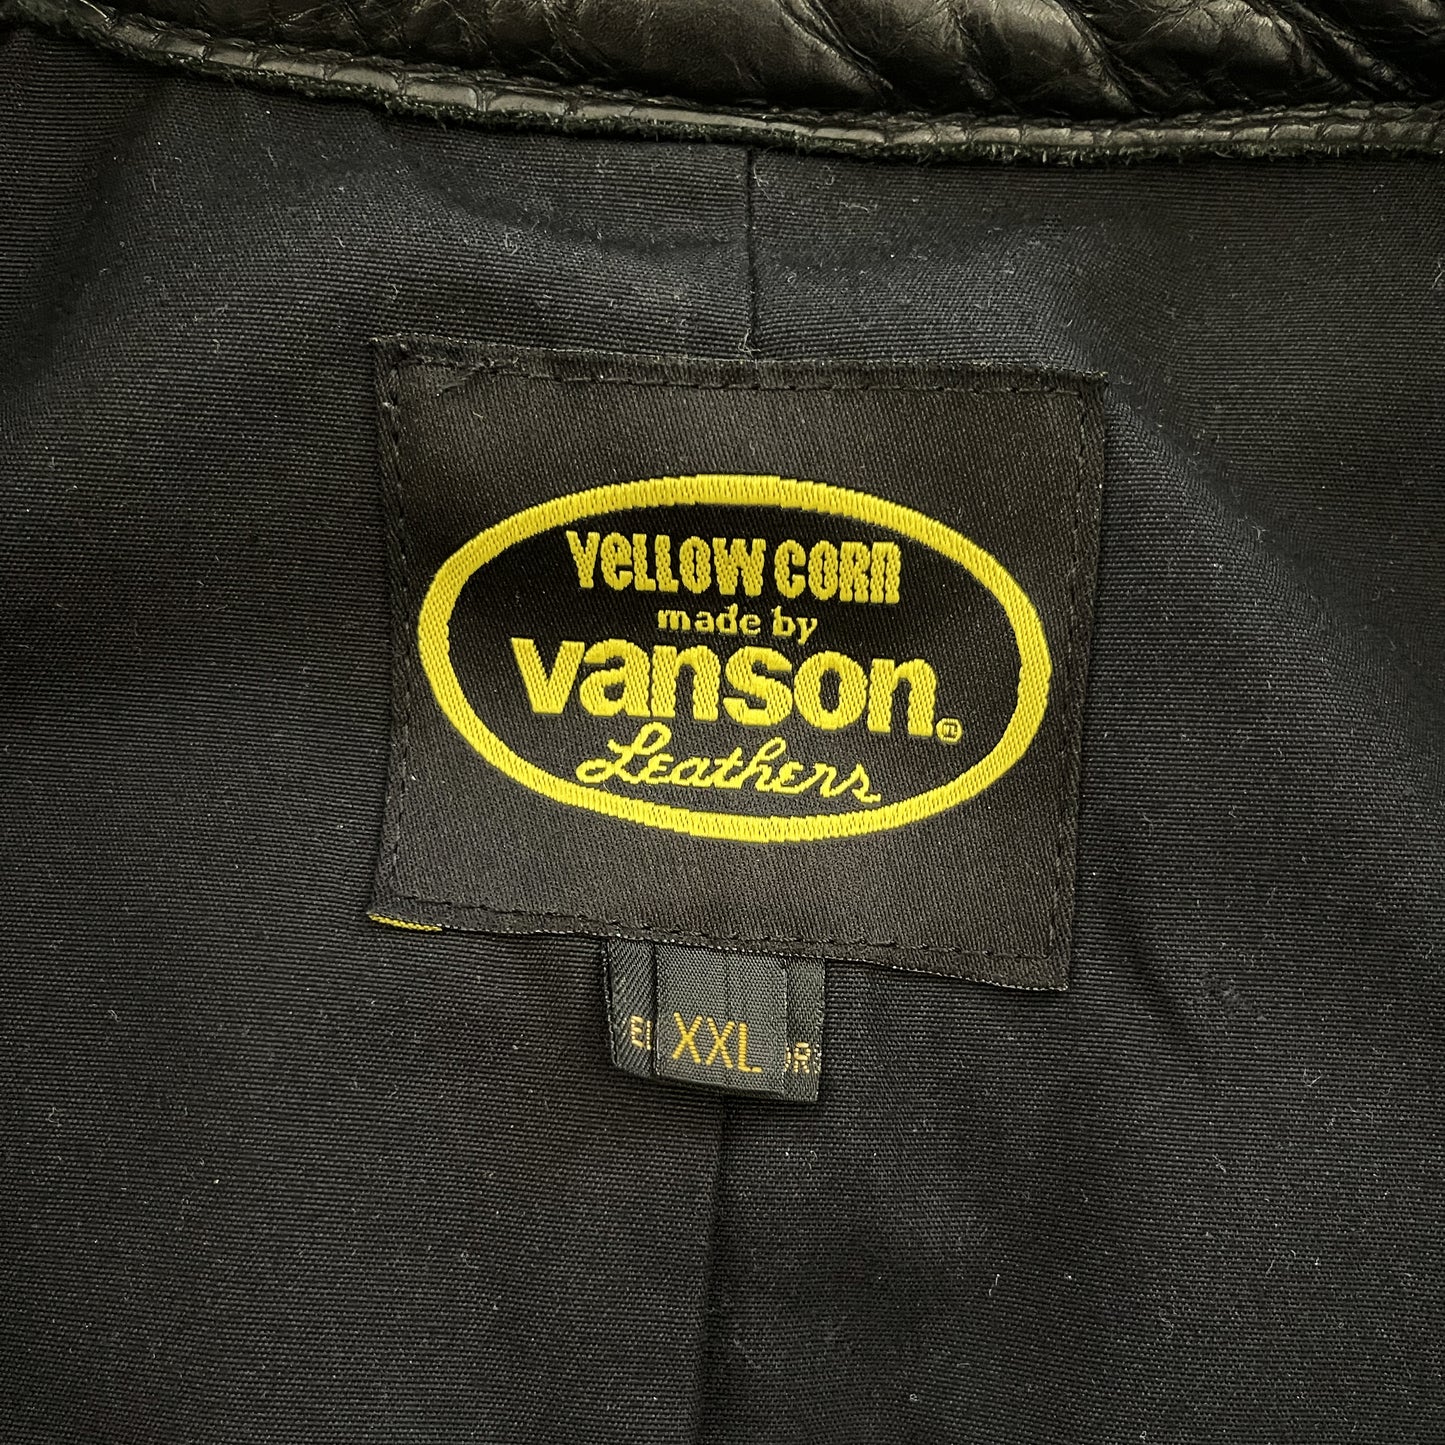 YELLOW CORN
made by
vanson®
Leathers
XXL